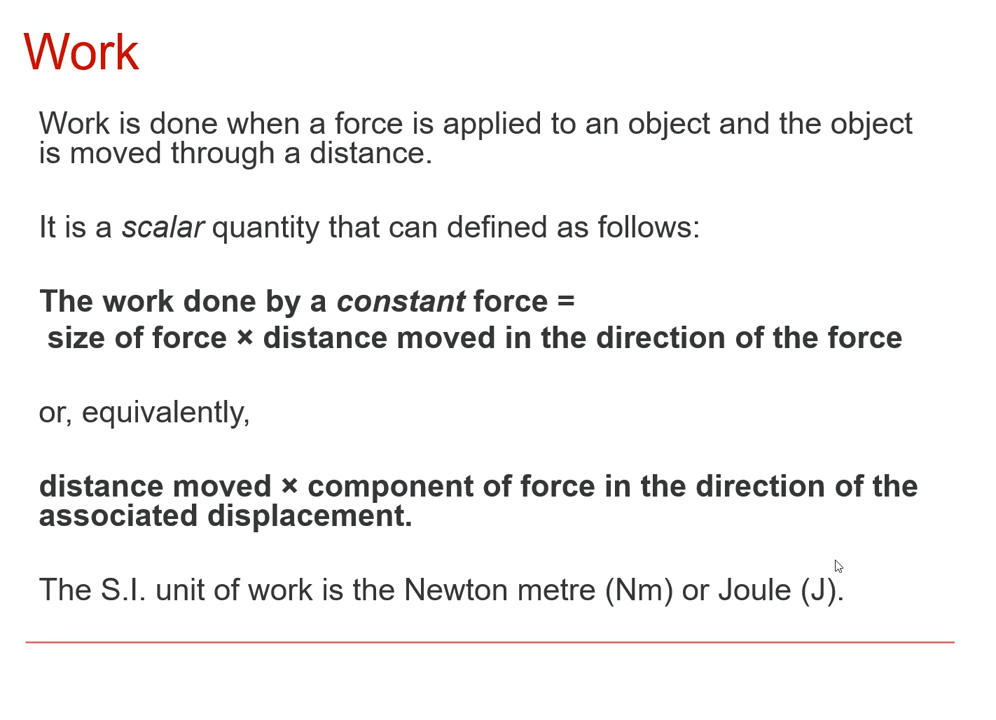 Work
Work is done when a force is applied to an object and the object
is moved through a distance.
It is a scalar quantity that can defined as follows:
The work done by a constant force =
size of force × distance moved in the direction of the force
or, equivalently,
distance moved × component of force in the direction of the
associated displacement.
The S.I. unit of work is the Newton metre (Nm) or Joule (J).